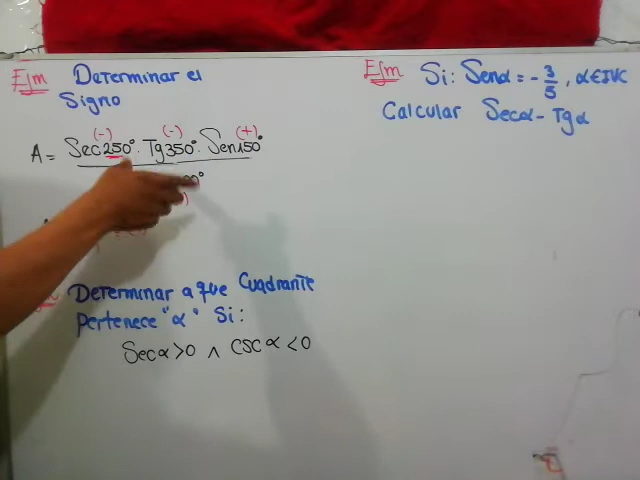 Ejm Determinar el
Signo
(-) (-) (+)
A = Sec250°. Tg350°. Sen150°
Ejm Si: Senα = - 3/5 , α ∈ IVC
Calcular Secα - Tgα
Determinar a que Cuadrante
pertenece "α" Si:
Secα>0 ∧ CSCα<0